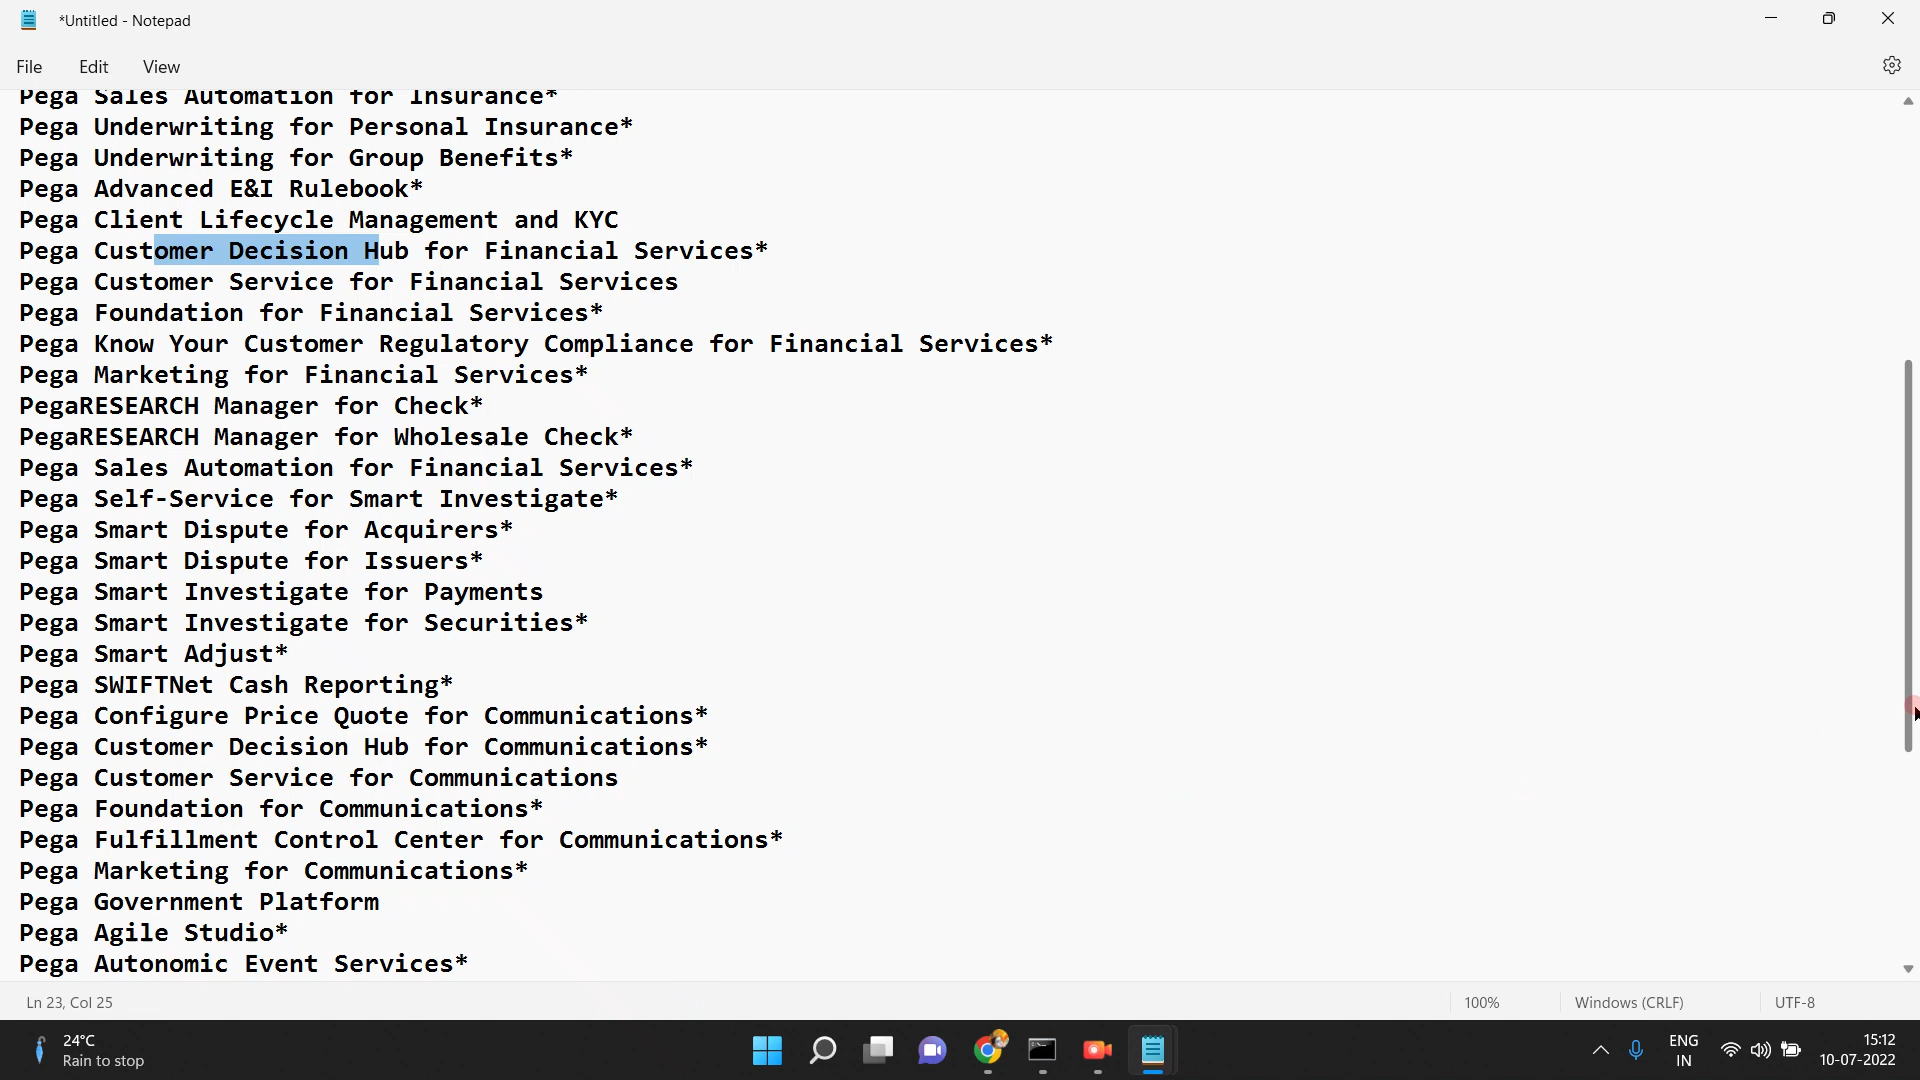 *Untitled - Notepad
File Edit View
Pega Sales Automation for Insurance*
Pega Underwriting for Personal Insurance*
Pega Underwriting for Group Benefits*
Pega Advanced E&I Rulebook*
Pega Client Lifecycle Management and KYC
Pega Customer Decision Hub for Financial Services*
Pega Customer Service for Financial Services
Pega Foundation for Financial Services*
Pega Know Your Customer Regulatory Compliance for Financial Services*
Pega Marketing for Financial Services*
PegaRESEARCH Manager for Check*
PegaRESEARCH Manager for Wholesale Check*
Pega Sales Automation for Financial Services*
Pega Self-Service for Smart Investigate*
Pega Smart Dispute for Acquirers*
Pega Smart Dispute for Issuers*
Pega Smart Investigate for Payments
Pega Smart Investigate for Securities*
Pega Smart Adjust*
Pega SWIFTNet Cash Reporting*
Pega Configure Price Quote for Communications*
Pega Customer Decision Hub for Communications*
Pega Customer Service for Communications
Pega Foundation for Communications*
Pega Fulfillment Control Center for Communications*
Pega Marketing for Communications*
Pega Government Platform
Pega Agile Studio*
Pega Autonomic Event Services*
Ln 23, Col 25 100% Windows (CRLF) UTF-8
24°C
Rain to stop
ENG
IN
15:12
10-07-2022